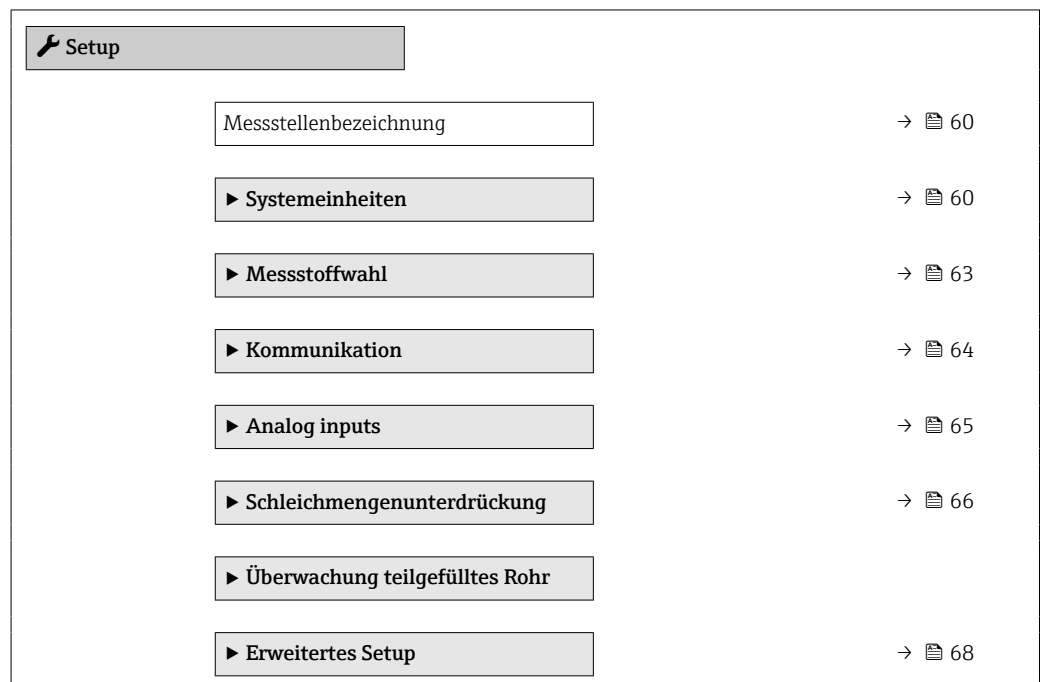 Setup
Messstellenbezeichnung → 60
▶ Systemeinheiten → 60
▶ Messstoffwahl → 63
▶ Kommunikation → 64
▶ Analog inputs → 65
▶ Schleichmengenunterdrückung → 66
▶ Überwachung teilgefülltes Rohr
▶ Erweitertes Setup → 68